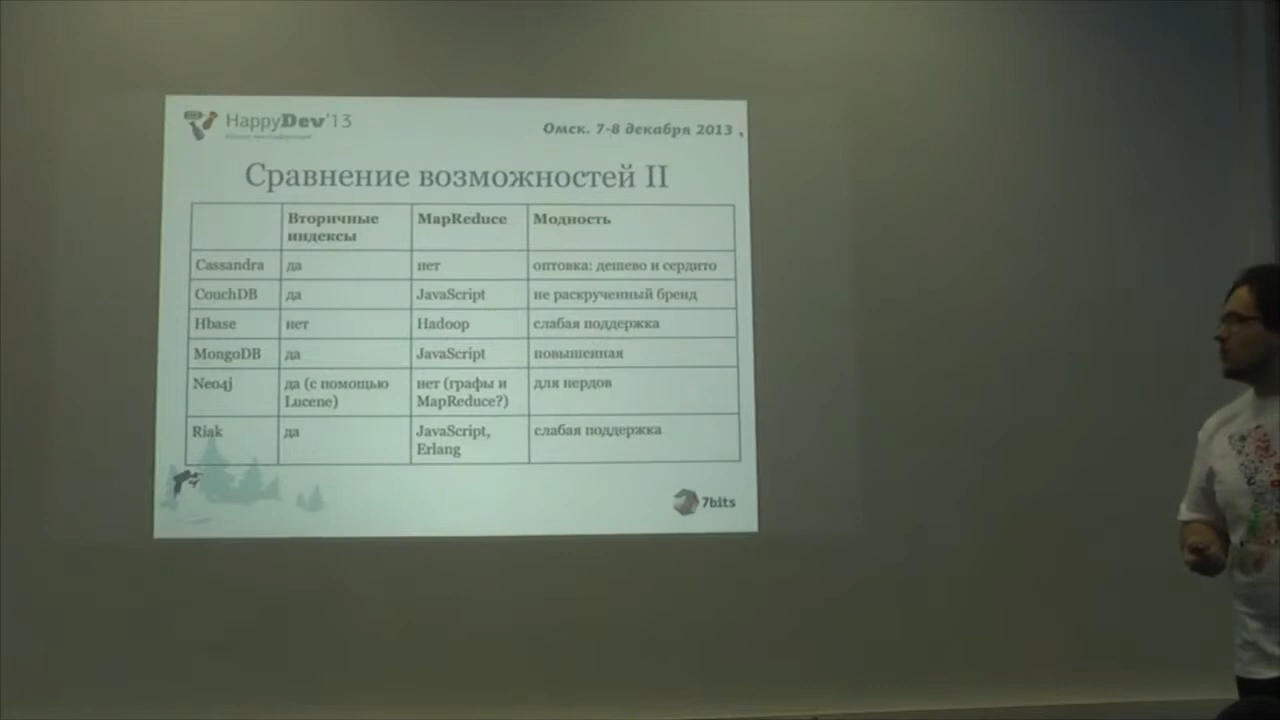 HappyDev'13
Омск. 7-8 декабря 2013
Сравнение возможностей II
Вторичные индексы MapReduce Модность
Cassandra да нет оптовка: дешево и сердито
CouchDB да JavaScript не раскрученный бренд
Hbase нет Hadoop слабая поддержка
MongoDB да JavaScript повышенная
Neo4j да (с помощью Lucene) нет (графы и MapReduce?) для нердов
Riak да JavaScript, Erlang слабая поддержка
7bits